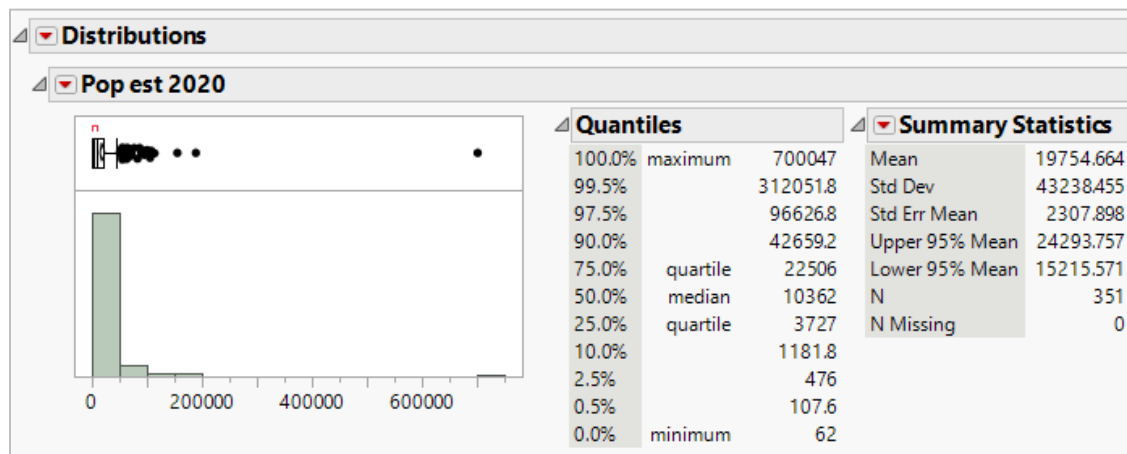 Distributions
Pop est 2020
0 200000 400000 600000
Quantiles
100.0% maximum 700047
99.5% 312051.8
97.5% 96626.8
90.0% 42659.2
75.0% quartile 22506
50.0% median 10362
25.0% quartile 3727
10.0% 1181.8
2.5% 476
0.5% 107.6
0.0% minimum 62
Summary Statistics
Mean 19754.664
Std Dev 43238.455
Std Err Mean 2307.898
Upper 95% Mean 24293.757
Lower 95% Mean 15215.571
N 351
N Missing 0